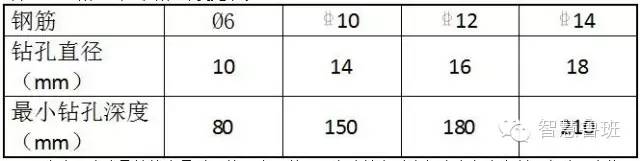 钢筋 Ø6 ⌀10 ⌀12 ⌀14
钻孔直径
（mm） 10 14 16 18
最小钻孔深度
（mm） 80 150 180 210
智慧鲁班